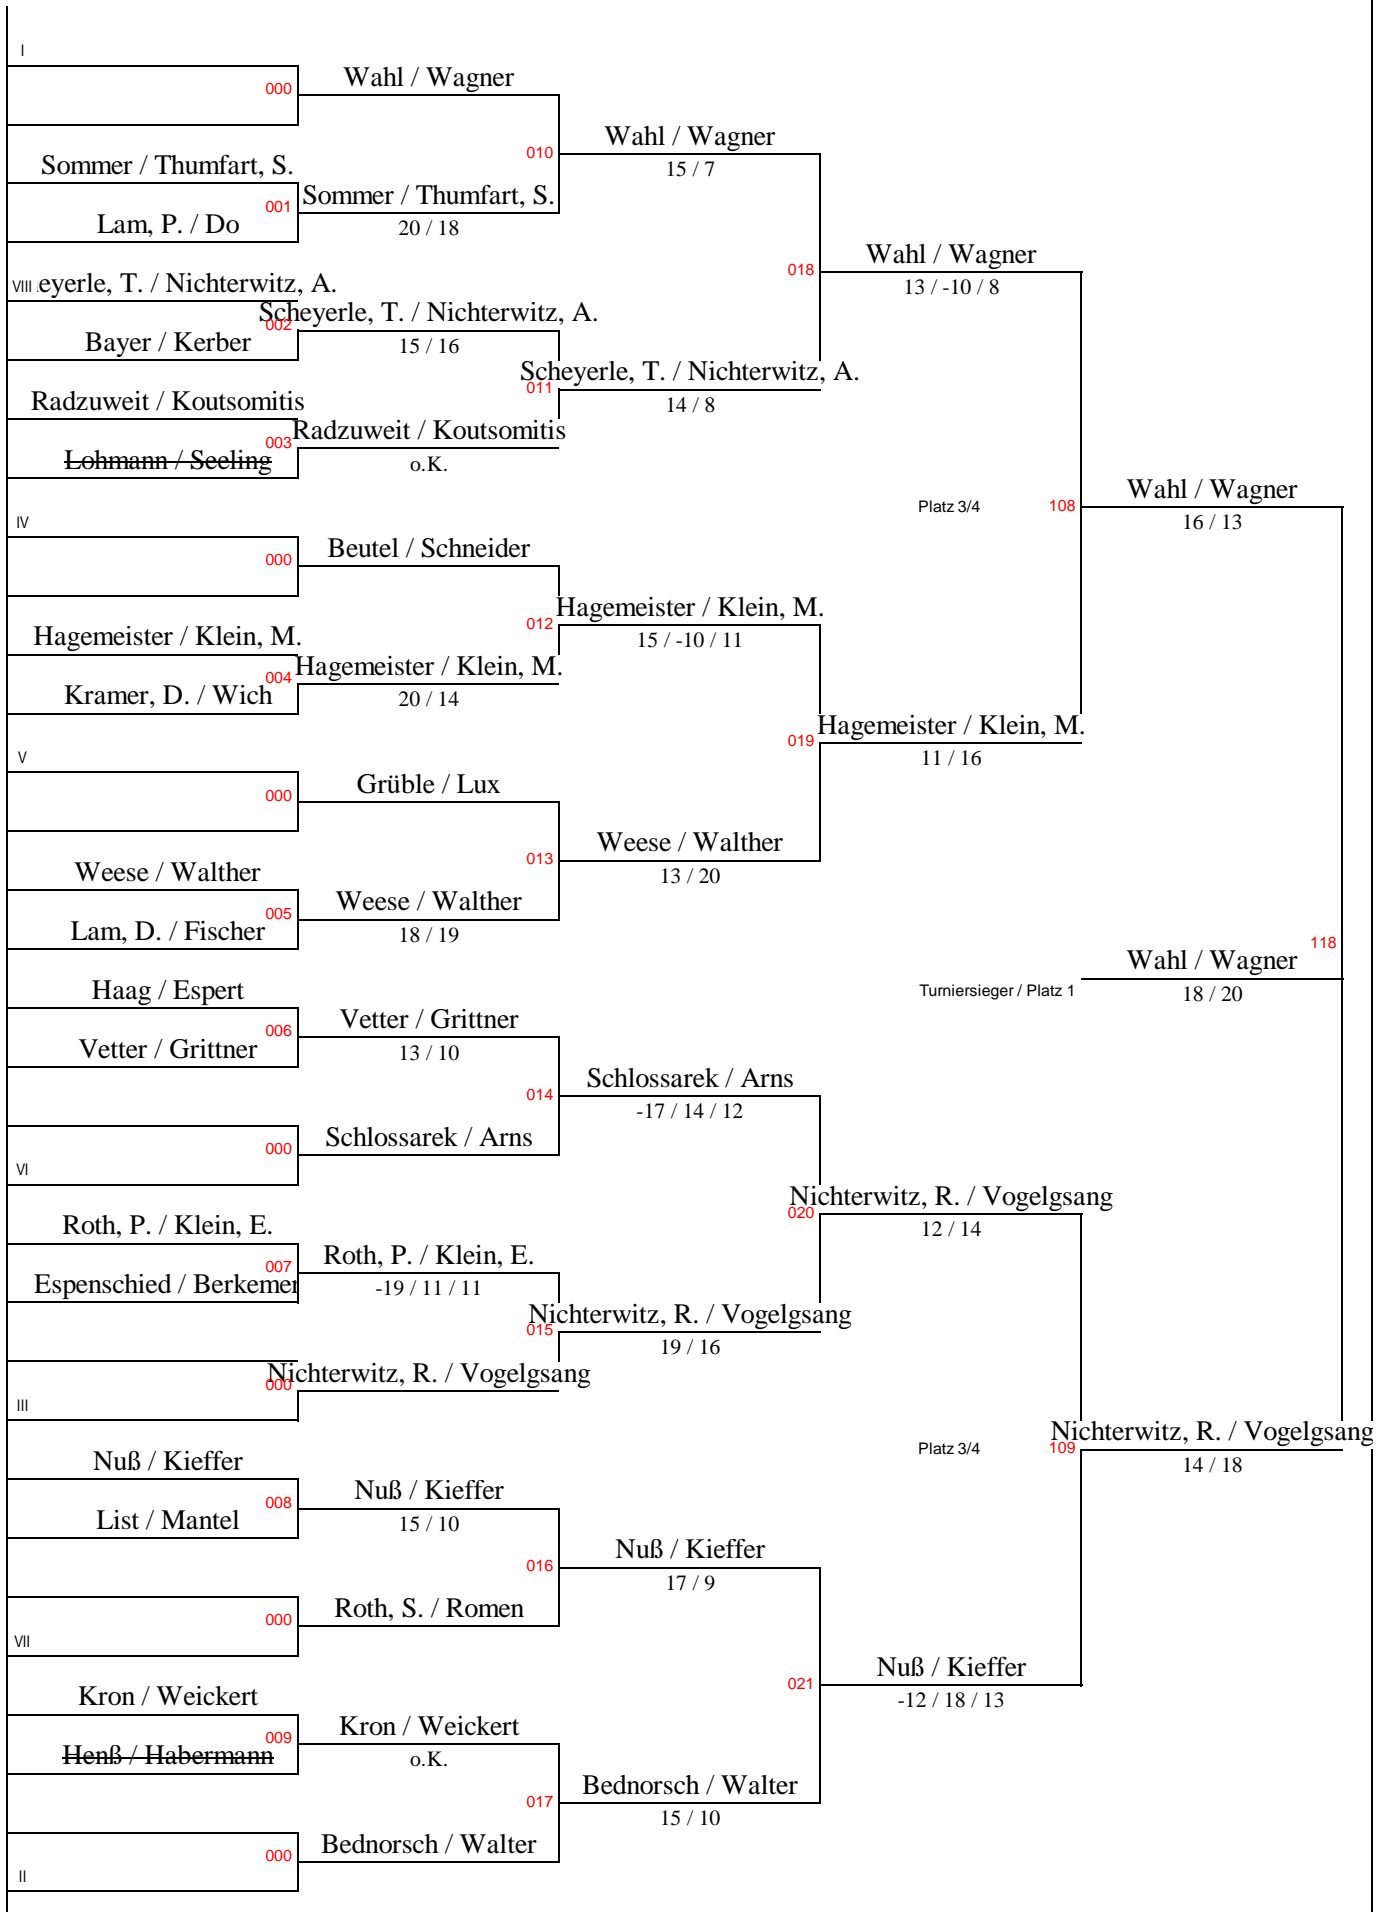 I
000
Wahl / Wagner
Sommer / Thumfart, S.
010
Wahl / Wagner
15 / 7
001
Sommer / Thumfart, S.
20 / 18
Lam, P. / Do
018
Wahl / Wagner
13 / -10 / 8
VIII eyerle, T. / Nichterwitz, A.
002
Scheyerle, T. / Nichterwitz, A.
15 / 16
Bayer / Kerber
011
Scheyerle, T. / Nichterwitz, A.
14 / 8
Radzuweit / Koutsomitis
003
Radzuweit / Koutsomitis
o.K.
Lohmann / Seeling
Platz 3/4
108
Wahl / Wagner
16 / 13
IV
000
Beutel / Schneider
012
Hagemeister / Klein, M.
15 / -10 / 11
Hagemeister / Klein, M.
004
Hagemeister / Klein, M.
20 / 14
Kramer, D. / Wich
019
Hagemeister / Klein, M.
11 / 16
V
000
Grüble / Lux
013
Weese / Walther
13 / 20
Weese / Walther
005
Weese / Walther
18 / 19
Lam, D. / Fischer
118
Wahl / Wagner
Turniersieger / Platz 1
18 / 20
Haag / Espert
006
Vetter / Grittner
13 / 10
Vetter / Grittner
014
Schlossarek / Arns
-17 / 14 / 12
000
Schlossarek / Arns
VI
020
Nichterwitz, R. / Vogelgsang
12 / 14
Roth, P. / Klein, E.
007
Roth, P. / Klein, E.
-19 / 11 / 11
Espenschied / Berkemer
015
Nichterwitz, R. / Vogelgsang
19 / 16
000
Nichterwitz, R. / Vogelgsang
III
Platz 3/4
109
Nichterwitz, R. / Vogelgsang
14 / 18
Nuß / Kieffer
008
Nuß / Kieffer
15 / 10
List / Mantel
016
Nuß / Kieffer
17 / 9
000
Roth, S. / Romen
VII
021
Nuß / Kieffer
-12 / 18 / 13
Kron / Weickert
009
Kron / Weickert
o.K.
Henß / Habermann
017
Bednorsch / Walter
15 / 10
000
Bednorsch / Walter
II